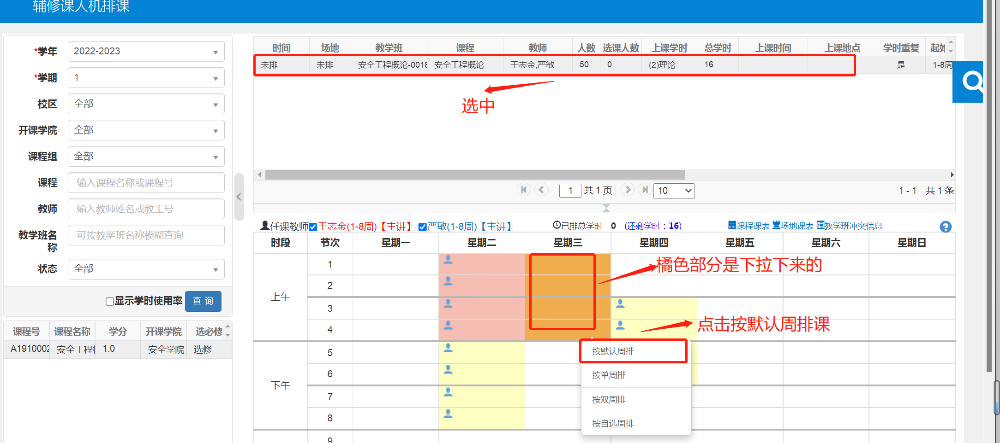 辅修课人机排课
*学年 2022-2023
*学期 1
校区 全部
开课学院 全部
课程组 全部
课程 输入课程名称或课程号
教师 输入教师姓名或教工号
教学班名称 可按教学班名称模糊查询
状态 全部
显示学时使用率 查 询
课程号 课程名称 学分 开课学院 选必修
A1910002 安全工程 1.0 安全学院 选修
时间 场地 教学班 课程 教师 人数 选课人数 上课学时 总学时 上课时间 上课地点 学时重复 起始
未排 未排 安全工程概论-0018 安全工程概论 于志金,严敏 50 0 (2)理论 16 是 1-8周
选中
1 共 1 页 10 1 - 1 共 1 条
任课教师 于志金(1-8周)【主讲】 严敏(1-8周)【主讲】 已排总学时 0 (还剩学时：16) 课程课表 场地课表 教学班冲突信息 ?
时段 节次 星期一 星期二 星期三 星期四 星期五 星期六 星期日
上午
1
橘色部分是下拉下来的
2
3
4
点击按默认周排课
下午
5
6
7
8
9
按默认周排
按单周排
按双周排
按自选周排